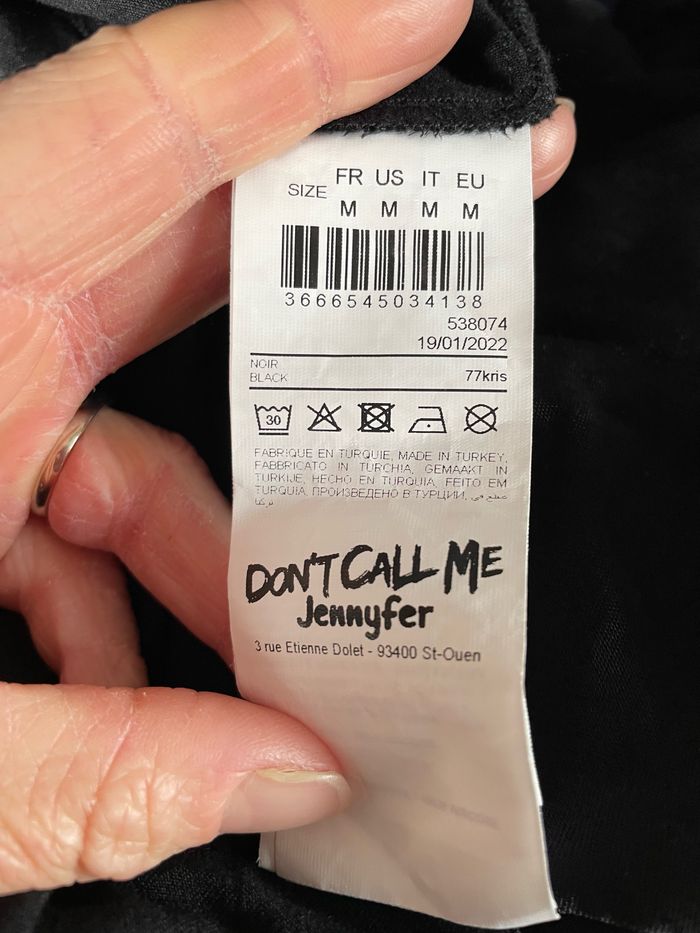 SIZE FR US IT EU
M M M M
3666545034138
538074
19/01/2022
NOIR
BLACK 77kris
30
FABRIQUE EN TURQUIE, MADE IN TURKEY,
FABBRICATO IN TURCHIA, GEMAAKT IN
TURKIJE, HECHO EN TURQUIA, FEITO EM
TURQUIA, ПРОИЗВЕДЕНО В ТУРЦИИ,
DON'T CALL ME
Jennyfer
3 rue Etienne Dolet - 93400 St-Ouen